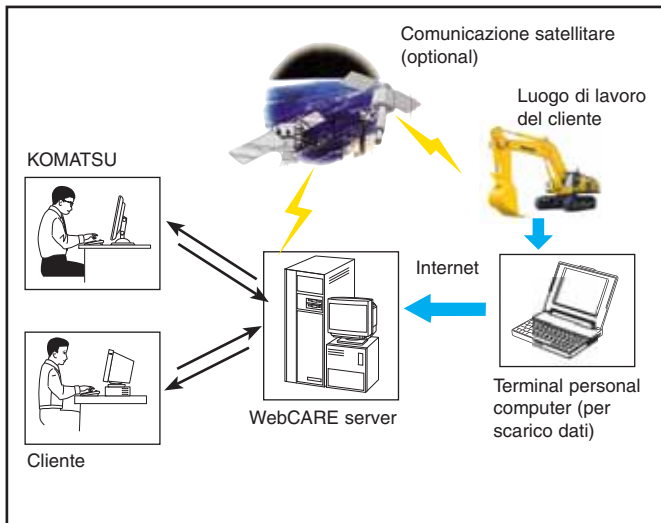 Comunicazione satellitare
(optional)
Luogo di lavoro
del cliente
KOMATSU
Internet
Terminal personal
computer (per
scarico dati)
WebCARE server
Cliente